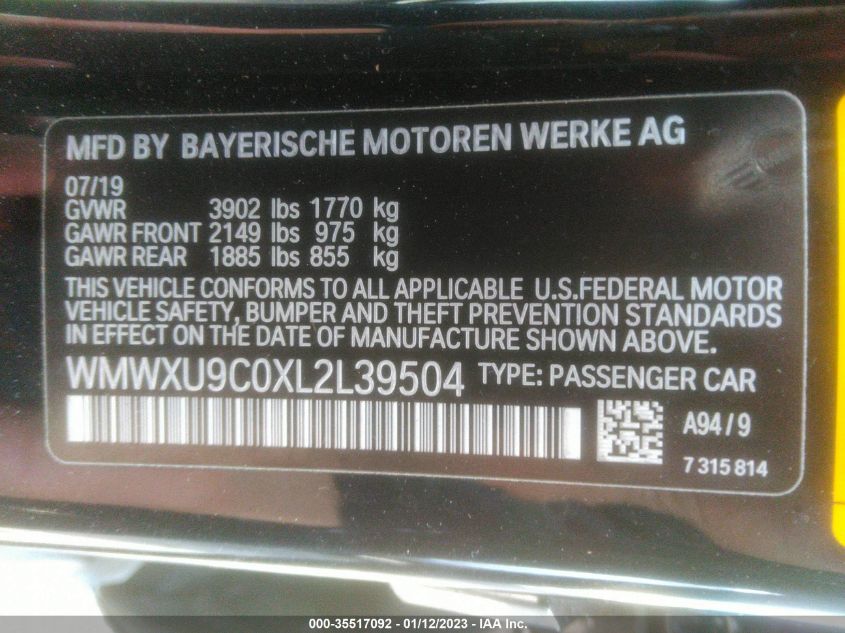 MFD BY BAYERISCHE MOTOREN WERKE AG
07/19
GVWR 3902 lbs 1770 kg
GAWR FRONT 2149 lbs 975 kg
GAWR REAR 1885 lbs 855 kg
THIS VEHICLE CONFORMS TO ALL APPLICABLE U.S.FEDERAL MOTOR
VEHICLE SAFETY, BUMPER AND THEFT PREVENTION STANDARDS
IN EFFECT ON THE DATE OF MANUFACTURE SHOWN ABOVE.
WMWXU9C0XL2L39504 TYPE: PASSENGER CAR
A94/9
7 315 814
000-35517092 - 01/12/2023 - IAA Inc.